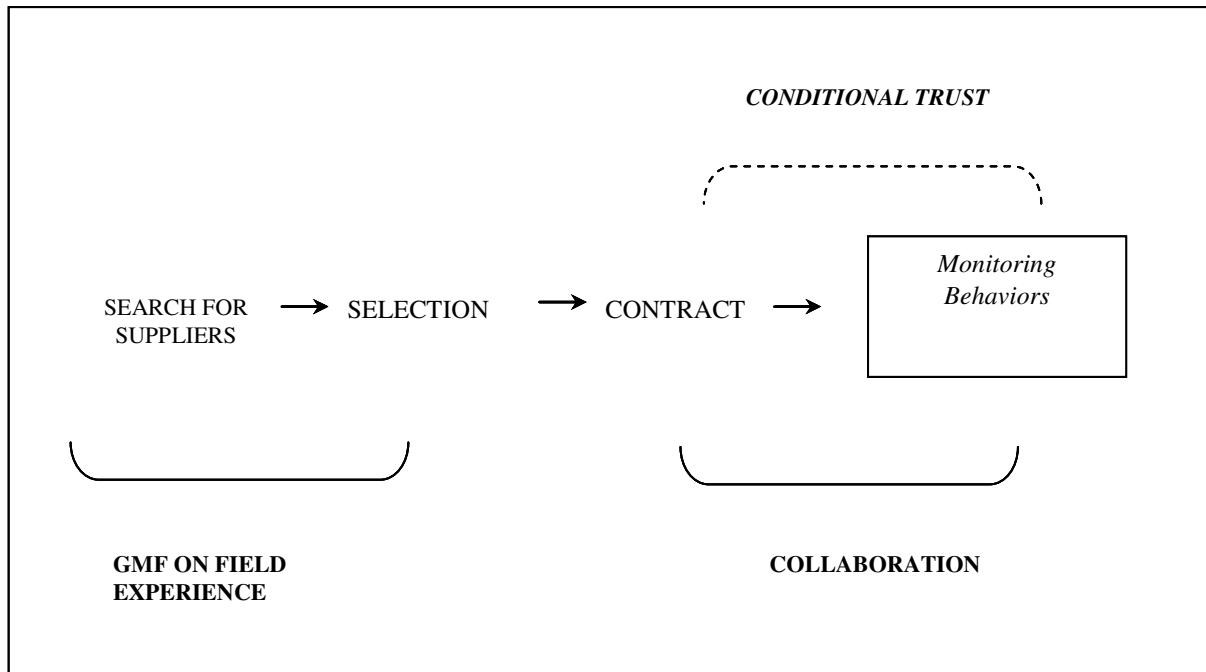 CONDITIONAL TRUST
Monitoring
Behaviors
SEARCH FOR
SUPPLIERS
SELECTION
CONTRACT
GMF ON FIELD
EXPERIENCE
COLLABORATION